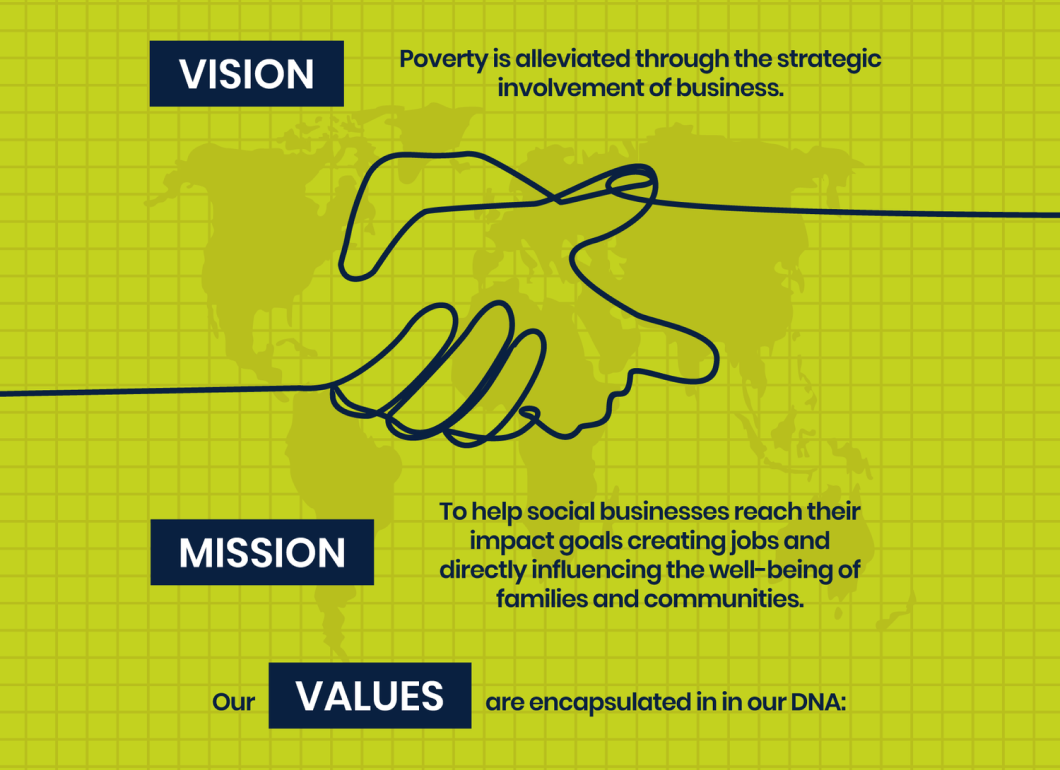 VISION
Poverty is alleviated through the strategic
involvement of business.
MISSION
To help social businesses reach their
impact goals creating jobs and
directly influencing the well-being of
families and communities.
Our VALUES are encapsulated in in our DNA: